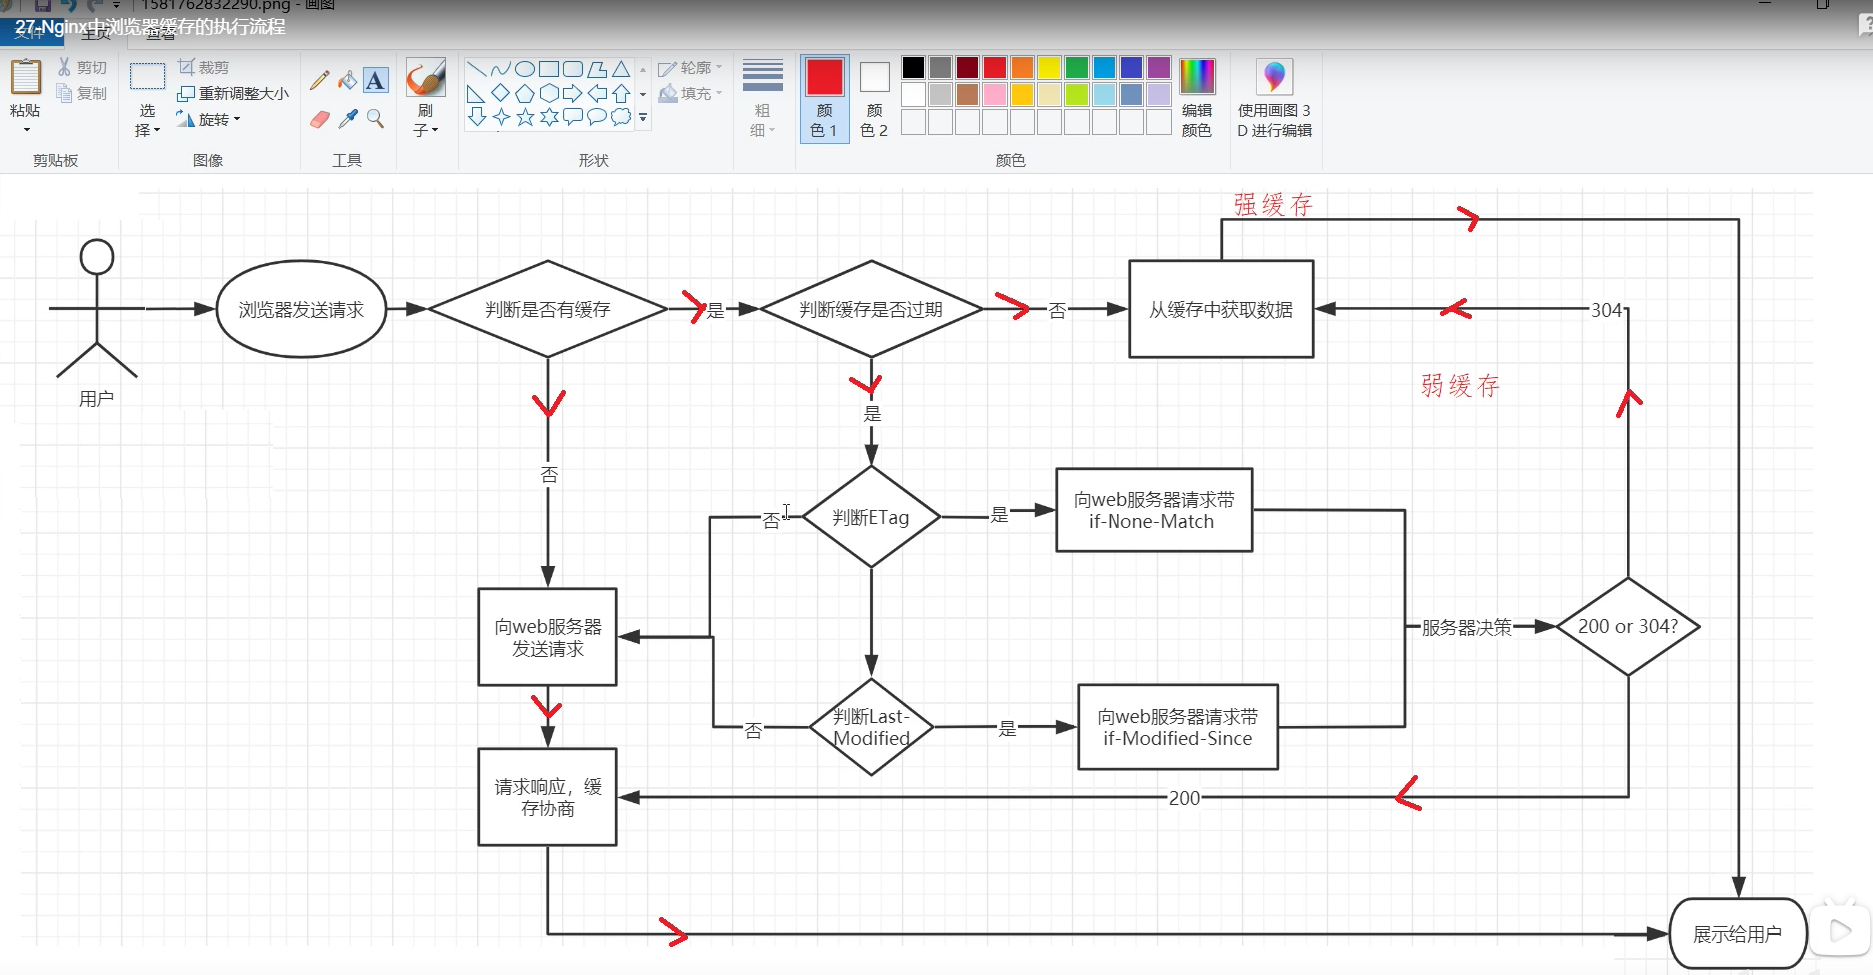 1581762832290.png - 画图
27-Nginx中浏览器缓存的执行流程
文件
主页
查看
粘贴
剪切
复制
剪贴板
选择
裁剪
重新调整大小
旋转
图像
A
工具
刷子
形状
轮廓
填充
粗细
颜色 1
颜色 2
编辑颜色
颜色
使用画图 3D 进行编辑
强缓存
用户
浏览器发送请求
判断是否有缓存
是
判断缓存是否过期
否
从缓存中获取数据
304
弱缓存
是
否
否
判断ETag
是
向web服务器请求带
if-None-Match
向web服务器
发送请求
服务器决策
200 or 304?
否
判断Last-
Modified
是
向web服务器请求带
if-Modified-Since
请求响应，缓
存协商
200
展示给用户